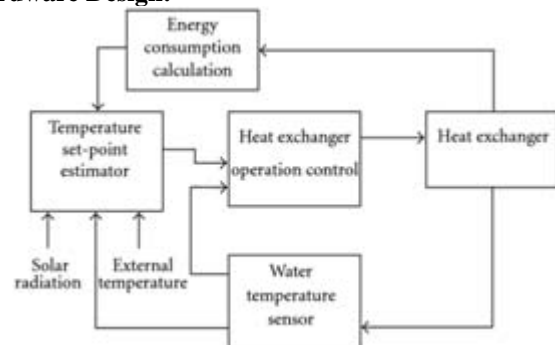 Energy
consumption
calculation
Temperature
set-point
estimator
Heat exchanger
operation control
Heat exchanger
Solar
radiation
External
temperature
Water
temperature
sensor